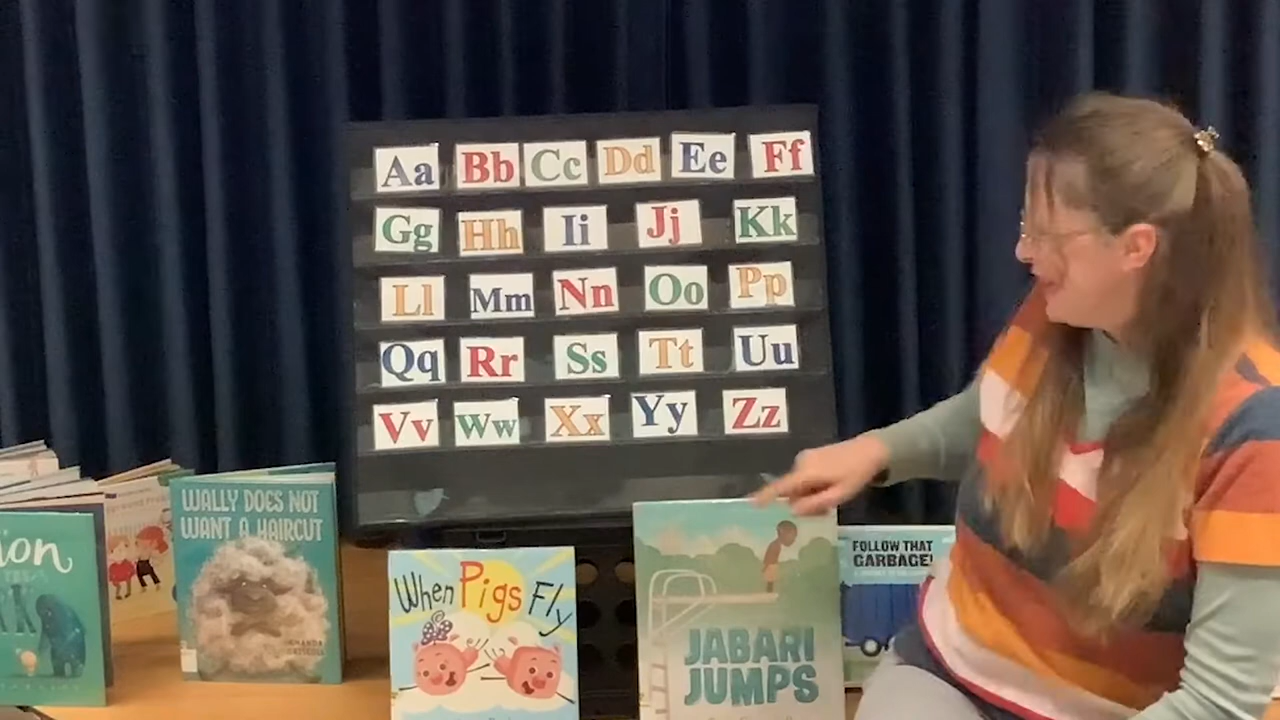 Aa Bb Cc Dd Ee Ff
Gg Hh Ii Jj Kk
Ll Mm Nn Oo Pp
Qq Rr Ss Tt Uu
Vv Ww Xx Yy Zz
WALLY DOES NOT
WANT A HAIRCUT
AMANDA
DRISCOLL
When Pigs Fly
JABARI
JUMPS
FOLLOW THAT
GARBAGE!